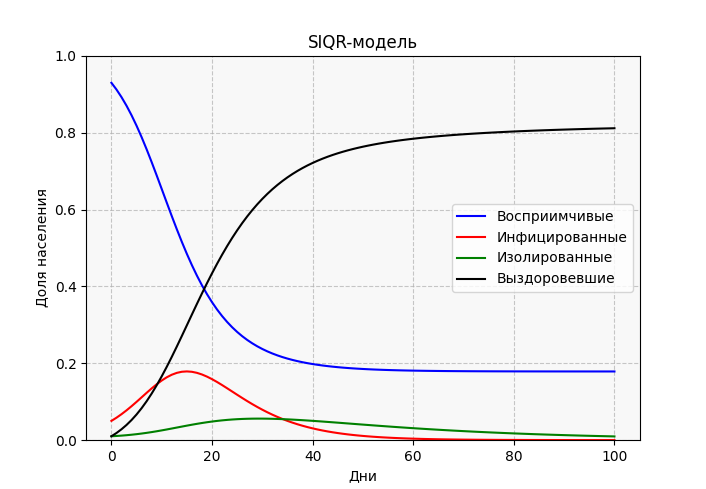 SIQR-модель
1.0
0.8
0.6
0.4
0.2
0.0
Доля населения
Восприимчивые
Инфицированные
Изолированные
Выздоровевшие
0 20 40 60 80 100
Дни